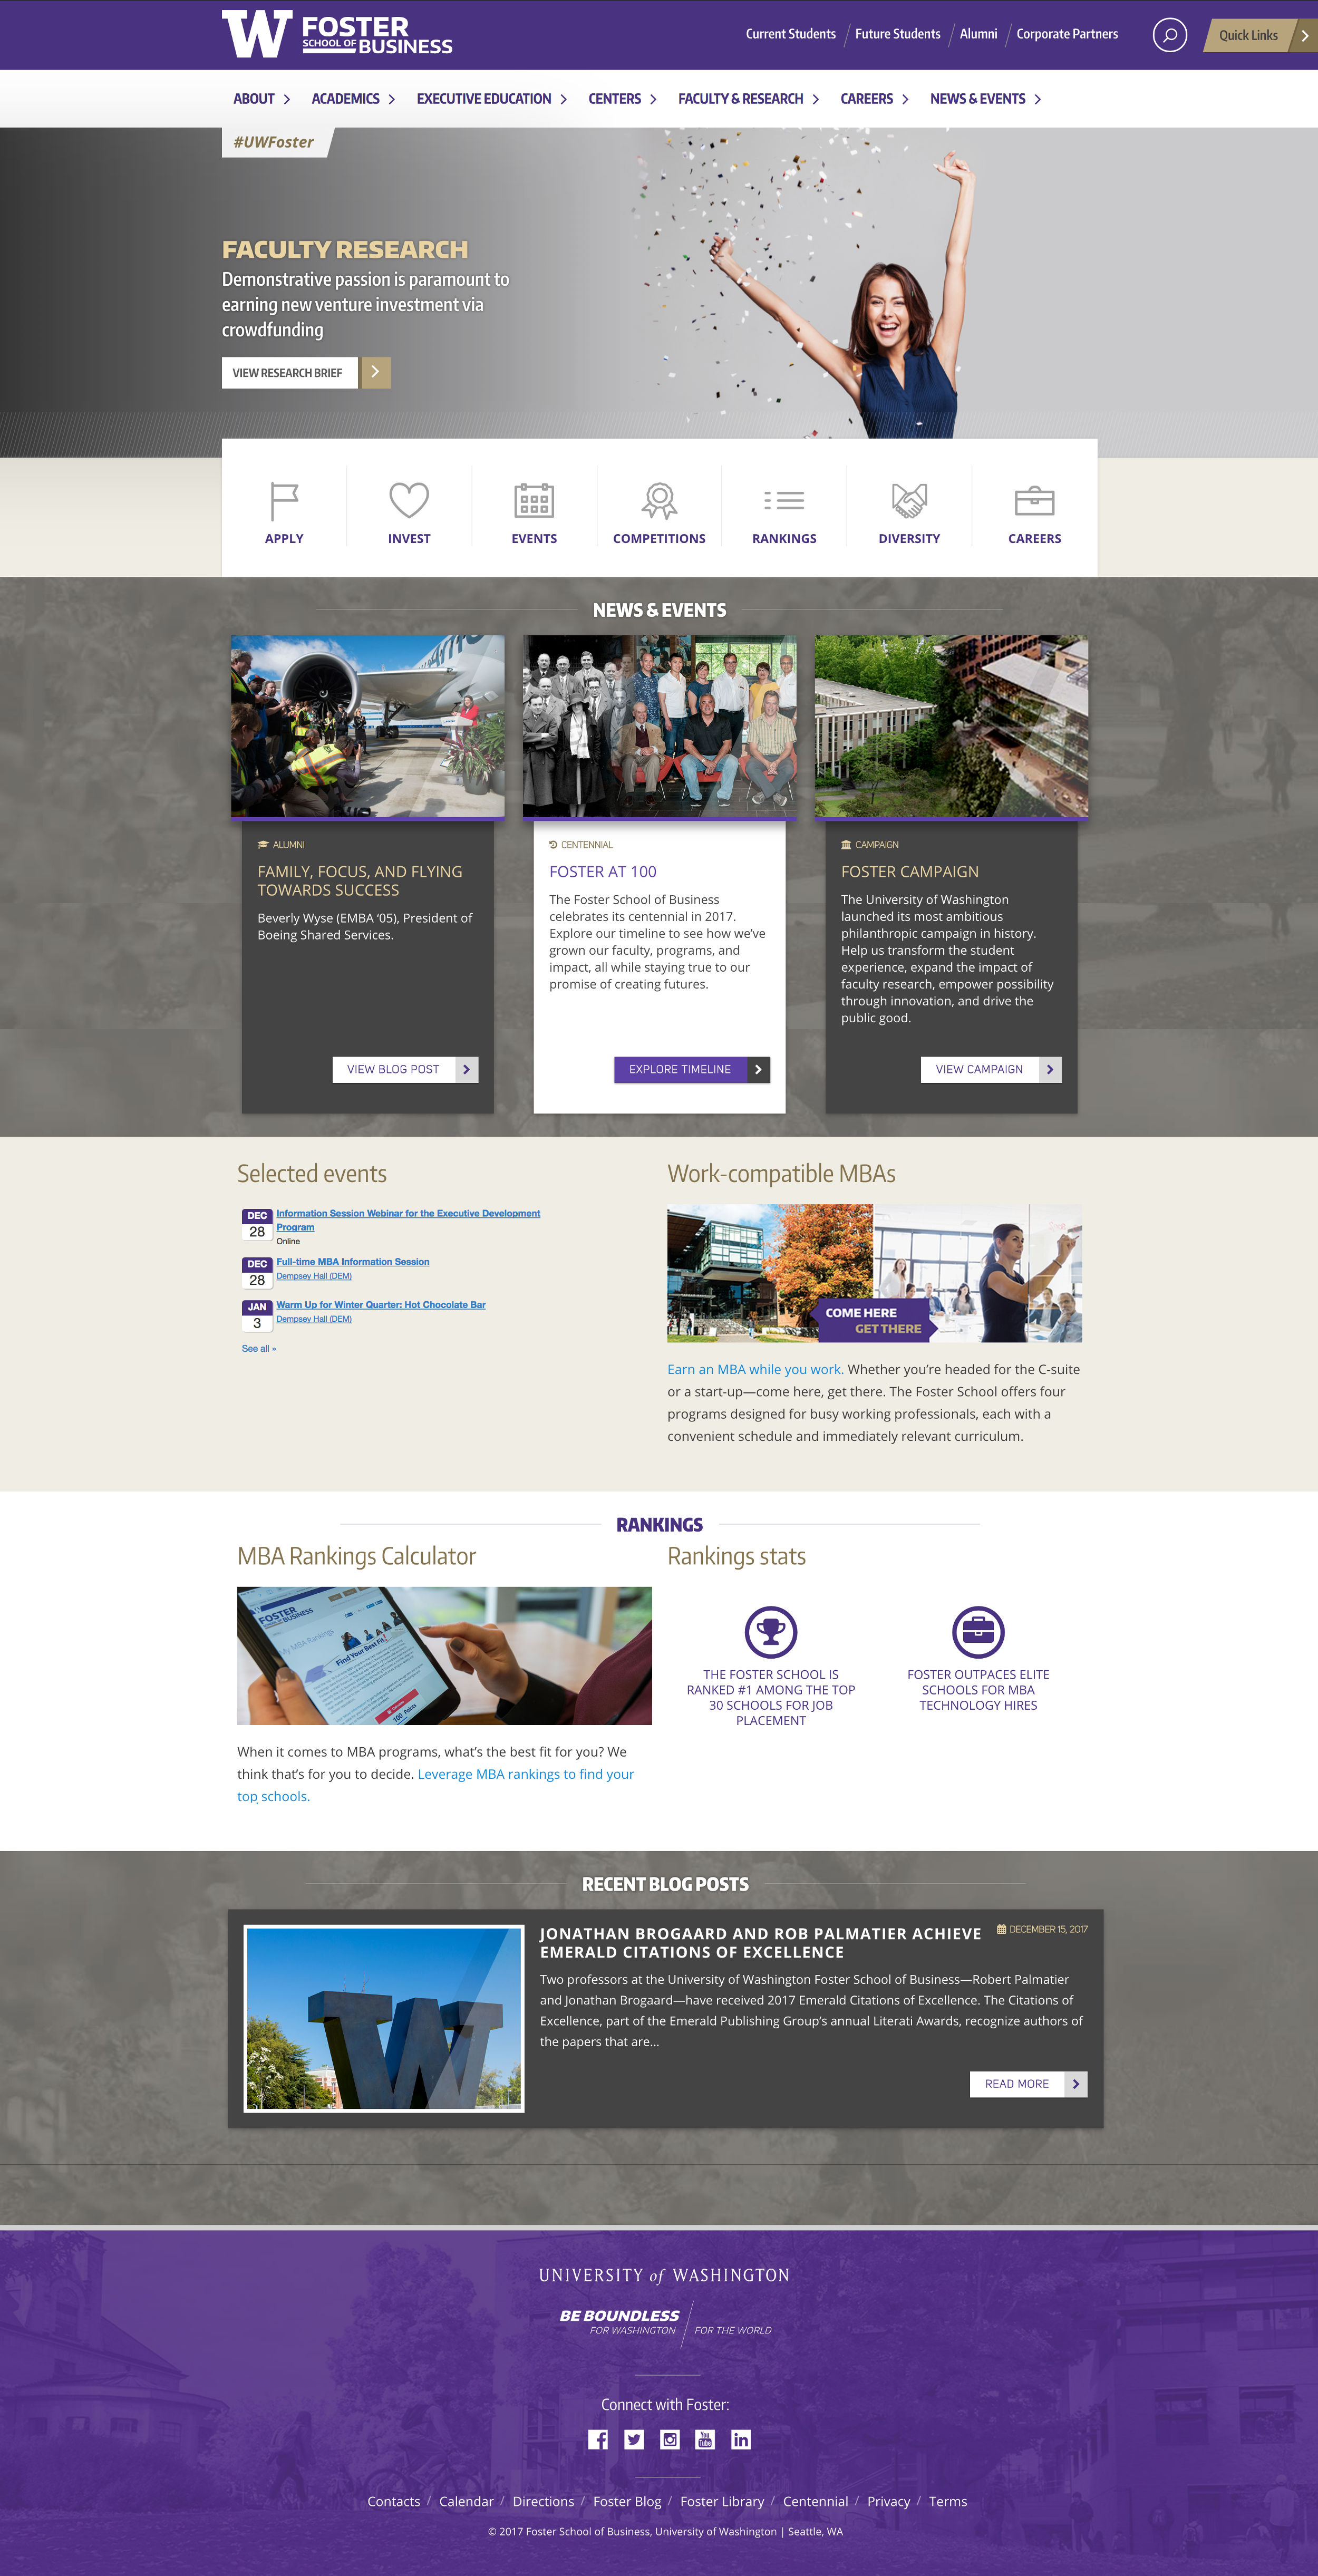 W FOSTER
SCHOOL OF BUSINESS
Current Students
Future Students
Alumni
Corporate Partners
Quick Links
ABOUT
ACADEMICS
EXECUTIVE EDUCATION
CENTERS
FACULTY & RESEARCH
CAREERS
NEWS & EVENTS
#UWFoster
FACULTY RESEARCH
Demonstrative passion is paramount to
earning new venture investment via
crowdfunding
VIEW RESEARCH BRIEF
APPLY
INVEST
EVENTS
COMPETITIONS
RANKINGS
DIVERSITY
CAREERS
NEWS & EVENTS
ALUMNI
FAMILY, FOCUS, AND FLYING
TOWARDS SUCCESS
Beverly Wyse (EMBA ’05), President of
Boeing Shared Services.
VIEW BLOG POST
CENTENNIAL
FOSTER AT 100
The Foster School of Business
celebrates its centennial in 2017.
Explore our timeline to see how we’ve
grown our faculty, programs, and
impact, all while staying true to our
promise of creating futures.
EXPLORE TIMELINE
CAMPAIGN
FOSTER CAMPAIGN
The University of Washington
launched its most ambitious
philanthropic campaign in history.
Help us transform the student
experience, expand the impact of
faculty research, empower possibility
through innovation, and drive the
public good.
VIEW CAMPAIGN
Selected events
DEC
28
Information Session Webinar for the Executive Development
Program
Online
DEC
28
Full-time MBA Information Session
Dempsey Hall (DEM)
JAN
3
Warm Up for Winter Quarter: Hot Chocolate Bar
Dempsey Hall (DEM)
See all »
Work-compatible MBAs
COME HERE
GET THERE
Earn an MBA while you work. Whether you’re headed for the C-suite
or a start-up—come here, get there. The Foster School offers four
programs designed for busy working professionals, each with a
convenient schedule and immediately relevant curriculum.
RANKINGS
MBA Rankings Calculator
FOSTER
My MBA Rankings
Find Your Best Fit
100 Points
When it comes to MBA programs, what’s the best fit for you? We
think that’s for you to decide. Leverage MBA rankings to find your
top schools.
Rankings stats
THE FOSTER SCHOOL IS
RANKED #1 AMONG THE TOP
30 SCHOOLS FOR JOB
PLACEMENT
FOSTER OUTPACES ELITE
SCHOOLS FOR MBA
TECHNOLOGY HIRES
RECENT BLOG POSTS
JONATHAN BROGAARD AND ROB PALMATIER ACHIEVE
EMERALD CITATIONS OF EXCELLENCE
DECEMBER 15, 2017
Two professors at the University of Washington Foster School of Business—Robert Palmatier
and Jonathan Brogaard—have received 2017 Emerald Citations of Excellence. The Citations of
Excellence, part of the Emerald Publishing Group’s annual Literati Awards, recognize authors of
the papers that are...
READ MORE
UNIVERSITY of WASHINGTON
BE BOUNDLESS
FOR WASHINGTON
FOR THE WORLD
Connect with Foster:
Contacts / Calendar / Directions / Foster Blog / Foster Library / Centennial / Privacy / Terms
© 2017 Foster School of Business, University of Washington | Seattle, WA